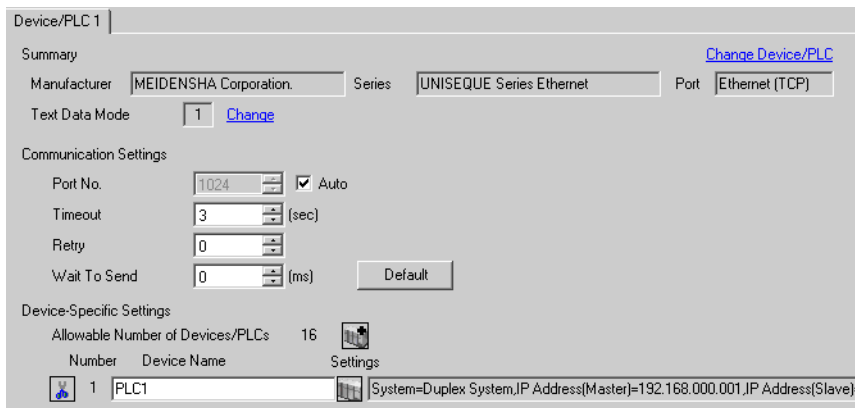 Device/PLC 1
Summary Change Device/PLC
Manufacturer MEIDENSHA Corporation. Series UNISEQUE Series Ethernet Port Ethernet (TCP)
Text Data Mode 1 Change
Communication Settings
Port No. 1024 Auto
Timeout 3 (sec)
Retry 0
Wait To Send 0 (ms) Default
Device-Specific Settings
Allowable Number of Devices/PLCs 16
Number Device Name Settings
1 PLC1 System=Duplex System,IP Address(Master)=192.168.000.001,IP Address(Slave)=